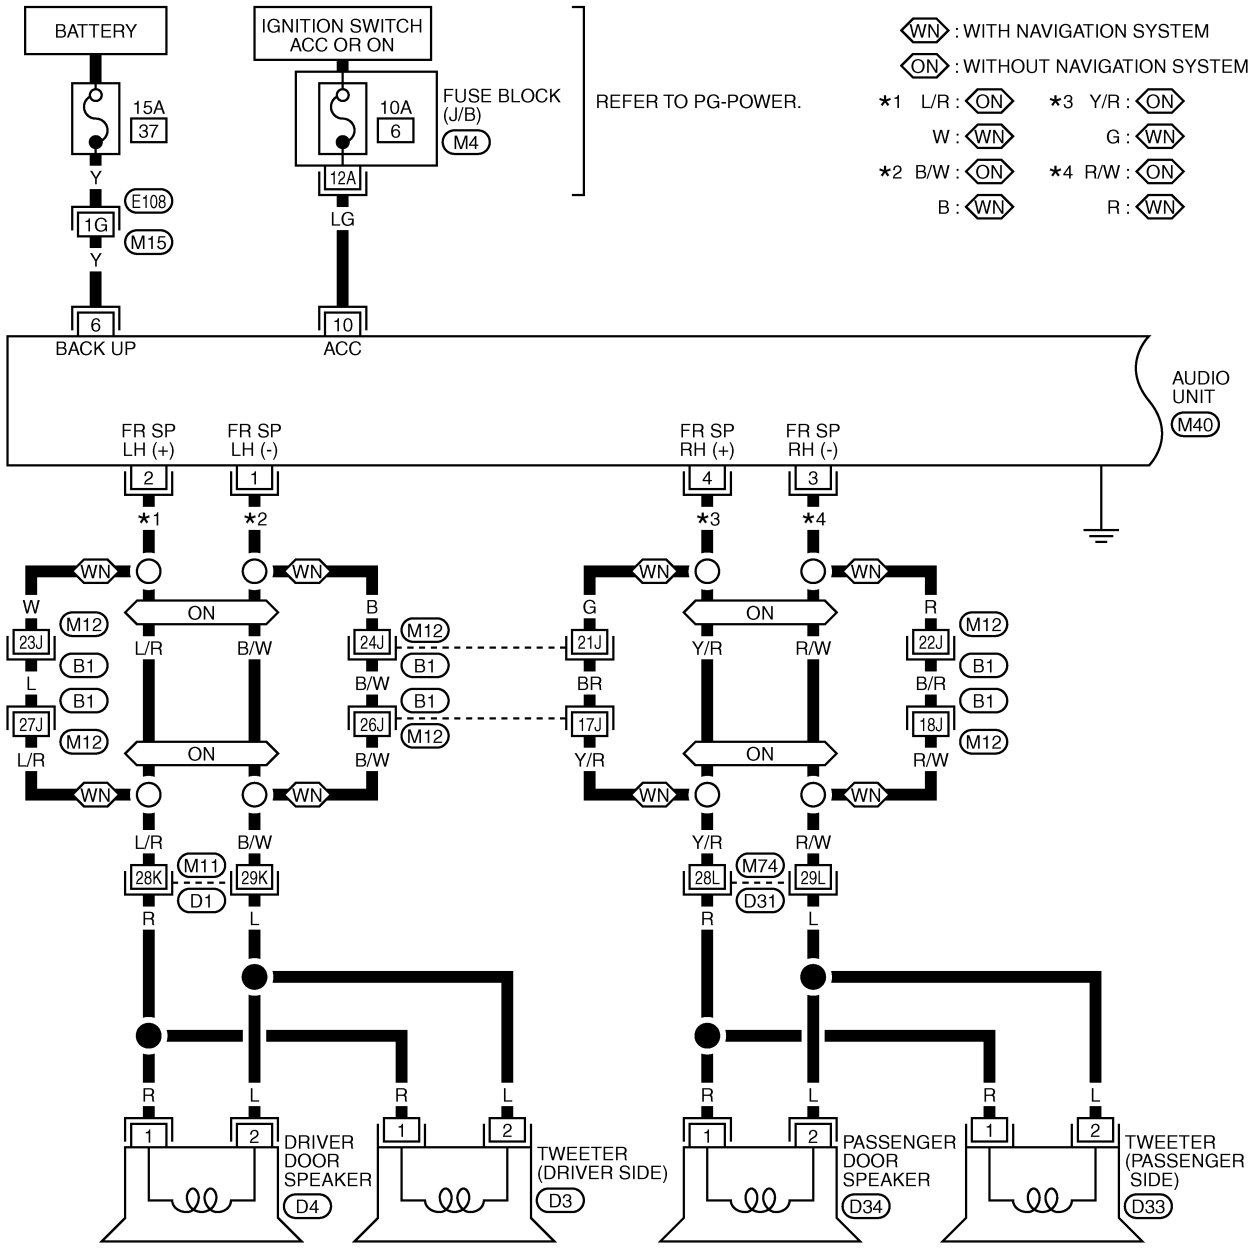 BATTERY
IGNITION SWITCH
ACC OR ON
15A
37
10A
6
FUSE BLOCK
(J/B)
M4
REFER TO PG-POWER.
WN : WITH NAVIGATION SYSTEM
ON : WITHOUT NAVIGATION SYSTEM
*1 L/R : ON
*3 Y/R : ON
W : WN
G : WN
*2 B/W : ON
*4 R/W : ON
B : WN
R : WN
Y
12A
E108
1G
LG
M15
Y
6
10
BACK UP
ACC
AUDIO
UNIT
M40
FR SP
LH (+)
FR SP
LH (-)
FR SP
RH (+)
FR SP
RH (-)
2
1
4
3
*1
*2
*3
*4
WN
WN
WN
WN
ON
ON
W
B
G
R
M12
M12
M12
23J
L/R
B/W
24J
21J
Y/R
R/W
22J
B1
B1
B1
L
B/W
BR
B/R
B1
B1
B1
27J
26J
17J
18J
M12
M12
M12
L/R
ON
B/W
Y/R
ON
R/W
WN
WN
WN
WN
L/R
B/W
Y/R
R/W
28K
M11
29K
28L
M74
29L
D1
D31
R
L
R
L
R
L
R
L
R
L
R
L
1
2
1
2
1
2
1
2
DRIVER
DOOR
SPEAKER
D4
TWEETER
(DRIVER SIDE)
D3
PASSENGER
DOOR
SPEAKER
D34
TWEETER
(PASSENGER
SIDE)
D33